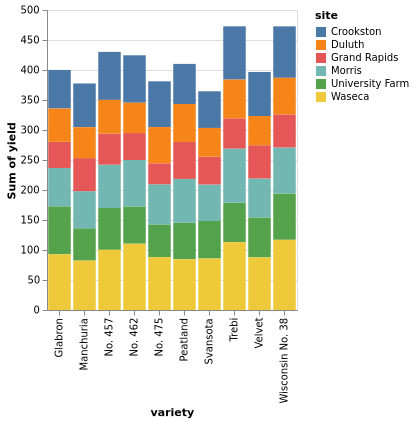 500
450
400
350
300
250
200
150
100
50
0
Sum of yield
Glabron
Manchuria
No. 457
No. 462
No. 475
Peatland
Svansota
Trebi
Velvet
Wisconsin No. 38
variety
site
Crookston
Duluth
Grand Rapids
Morris
University Farm
Waseca